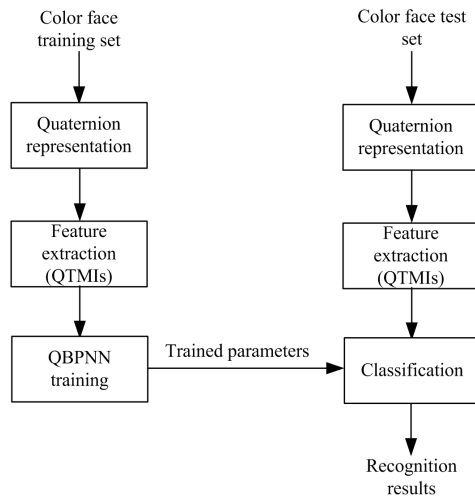 Color face
training set
Quaternion
representation
Feature
extraction
(QTMIs)
QBPNN
training
Trained parameters
Color face test
set
Quaternion
representation
Feature
extraction
(QTMIs)
Classification
Recognition
results